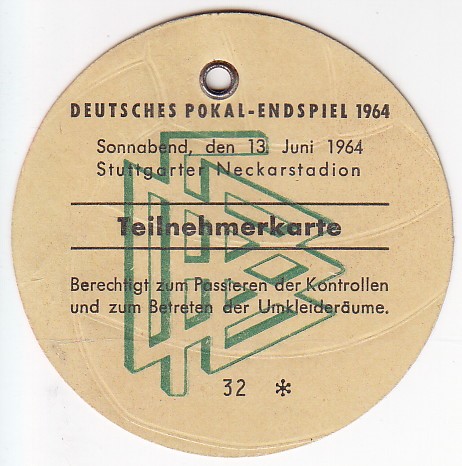 DEUTSCHES POKAL-ENDSPIEL 1964
Sonnabend, den 13. Juni 1964
Stuttgarter Neckarstadion
Teilnehmerkarte
Berechtigt zum Passieren der Kontrollen
und zum Betreten der Umkleideräume.
32 *
DFB